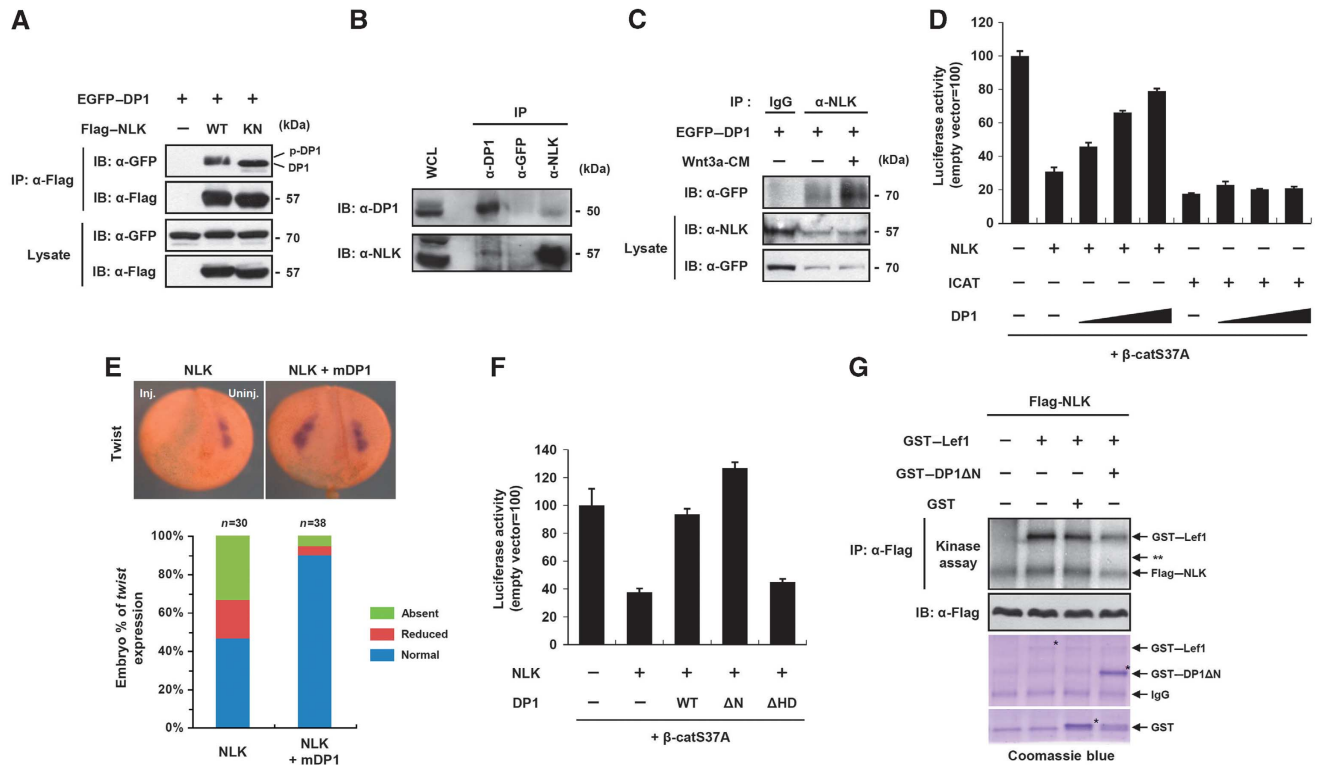 A
EGFP–DP1 + + +
Flag–NLK – WT KN (kDa)
IP: α-Flag
IB: α-GFP
p-DP1
DP1
IB: α-Flag - 57
Lysate
IB: α-GFP - 70
IB: α-Flag - 57
B
IP
WCL α-DP1 α-GFP α-NLK (kDa)
IB: α-DP1 - 50
IB: α-NLK - 57
C
IP : IgG α-NLK
EGFP–DP1 + + +
Wnt3a-CM – – + (kDa)
IB: α-GFP - 70
Lysate
IB: α-NLK - 57
IB: α-GFP - 70
D
Luciferase activity
(empty vector=100)
120
100
80
60
40
20
0
NLK – + + + + – – – –
ICAT – – – – – + + + +
DP1 – – –
+ β-catS37A
E
NLK NLK + mDP1
Inj. Uninj.
Twist
n=30 n=38
Embryo % of twist
expression
100%
80%
60%
40%
20%
0%
Absent
Reduced
Normal
NLK
NLK
+ mDP1
F
Luciferase activity
(empty vector=100)
140
120
100
80
60
40
20
0
NLK – + + + +
DP1 – – WT ΔN ΔHD
+ β-catS37A
G
Flag-NLK
GST–Lef1 – + + +
GST–DP1ΔN – – – +
GST – – + –
IP: α-Flag
Kinase
assay
GST–Lef1
**
Flag–NLK
IB: α-Flag
* GST–Lef1
* GST–DP1ΔN
IgG
* GST
Coomassie blue